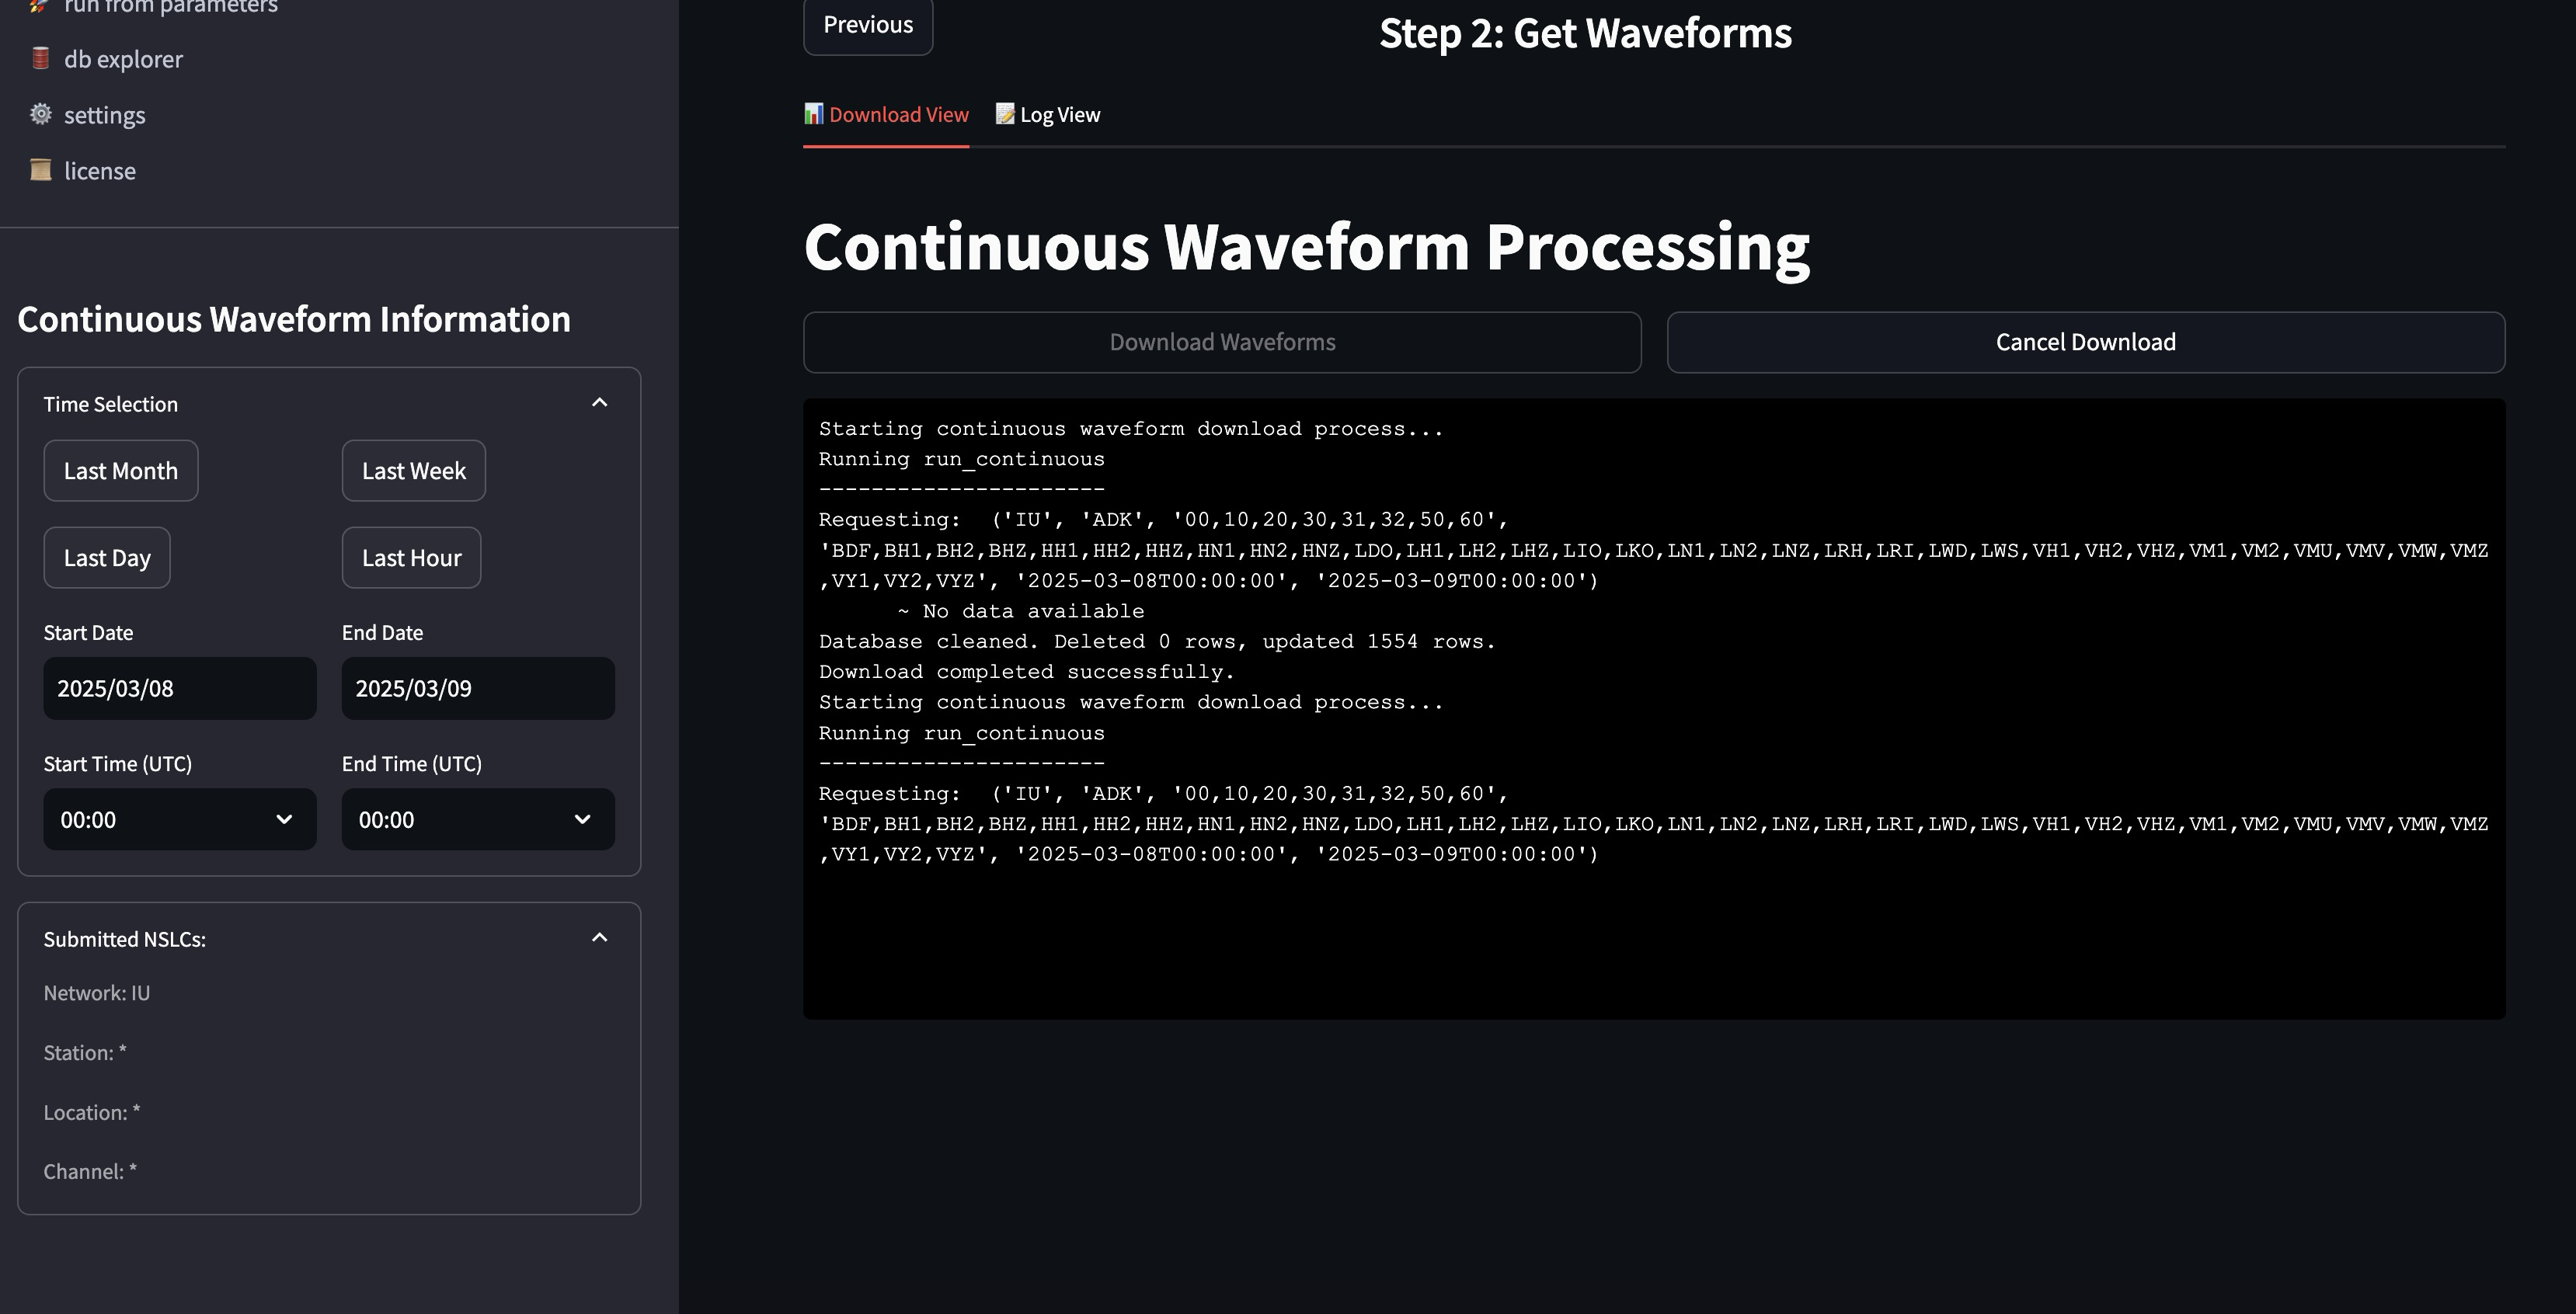 run from parameters
db explorer
settings
license
Continuous Waveform Information
Time Selection
Last Month
Last Week
Last Day
Last Hour
Start Date
End Date
2025/03/08
2025/03/09
Start Time (UTC)
End Time (UTC)
00:00
00:00
Submitted NSLCs:
Network: IU
Station: *
Location: *
Channel: *
Previous
Step 2: Get Waveforms
Download View
Log View
Continuous Waveform Processing
Download Waveforms
Cancel Download
Starting continuous waveform download process...
Running run_continuous
----------------------
Requesting:  ('IU', 'ADK', '00,10,20,30,31,32,50,60',
'BDF,BH1,BH2,BHZ,HH1,HH2,HHZ,HN1,HN2,HNZ,LDO,LH1,LH2,LHZ,LIO,LKO,LN1,LN2,LNZ,LRH,LRI,LWD,LWS,VH1,VH2,VHZ,VM1,VM2,VMU,VMV,VMW,VMZ
,VY1,VY2,VYZ', '2025-03-08T00:00:00', '2025-03-09T00:00:00')
~ No data available
Database cleaned. Deleted 0 rows, updated 1554 rows.
Download completed successfully.
Starting continuous waveform download process...
Running run_continuous
----------------------
Requesting:  ('IU', 'ADK', '00,10,20,30,31,32,50,60',
'BDF,BH1,BH2,BHZ,HH1,HH2,HHZ,HN1,HN2,HNZ,LDO,LH1,LH2,LHZ,LIO,LKO,LN1,LN2,LNZ,LRH,LRI,LWD,LWS,VH1,VH2,VHZ,VM1,VM2,VMU,VMV,VMW,VMZ
,VY1,VY2,VYZ', '2025-03-08T00:00:00', '2025-03-09T00:00:00')